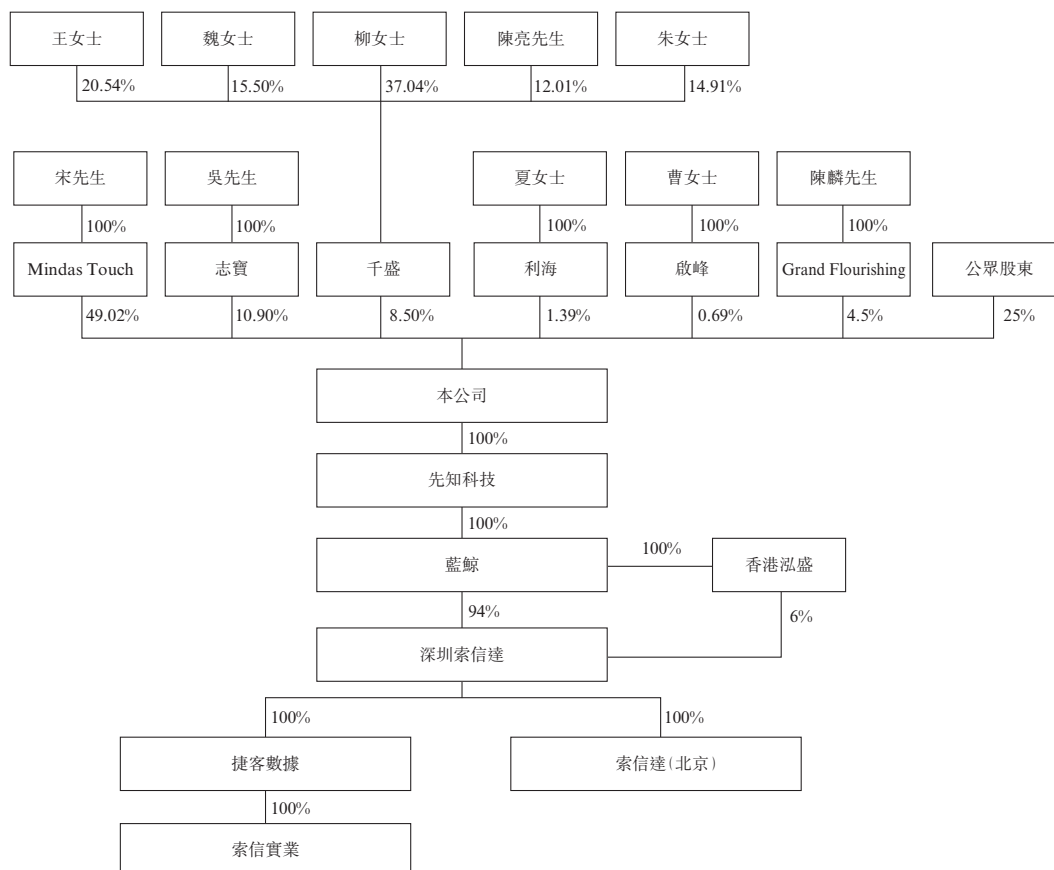 王女士 魏女士 柳女士 陳亮先生 朱女士
20.54% 15.50% 37.04% 12.01% 14.91%
宋先生 吳先生 夏女士 曹女士 陳麟先生
100% 100% 100% 100% 100%
Mindas Touch 志寶 千盛 利海 啟峰 Grand Flourishing 公眾股東
49.02% 10.90% 8.50% 1.39% 0.69% 4.5% 25%
本公司
100%
先知科技
100%
藍鯨 100% 香港泓盛
94% 6%
深圳索信達
100% 100%
捷客數據 索信達(北京)
100%
索信實業